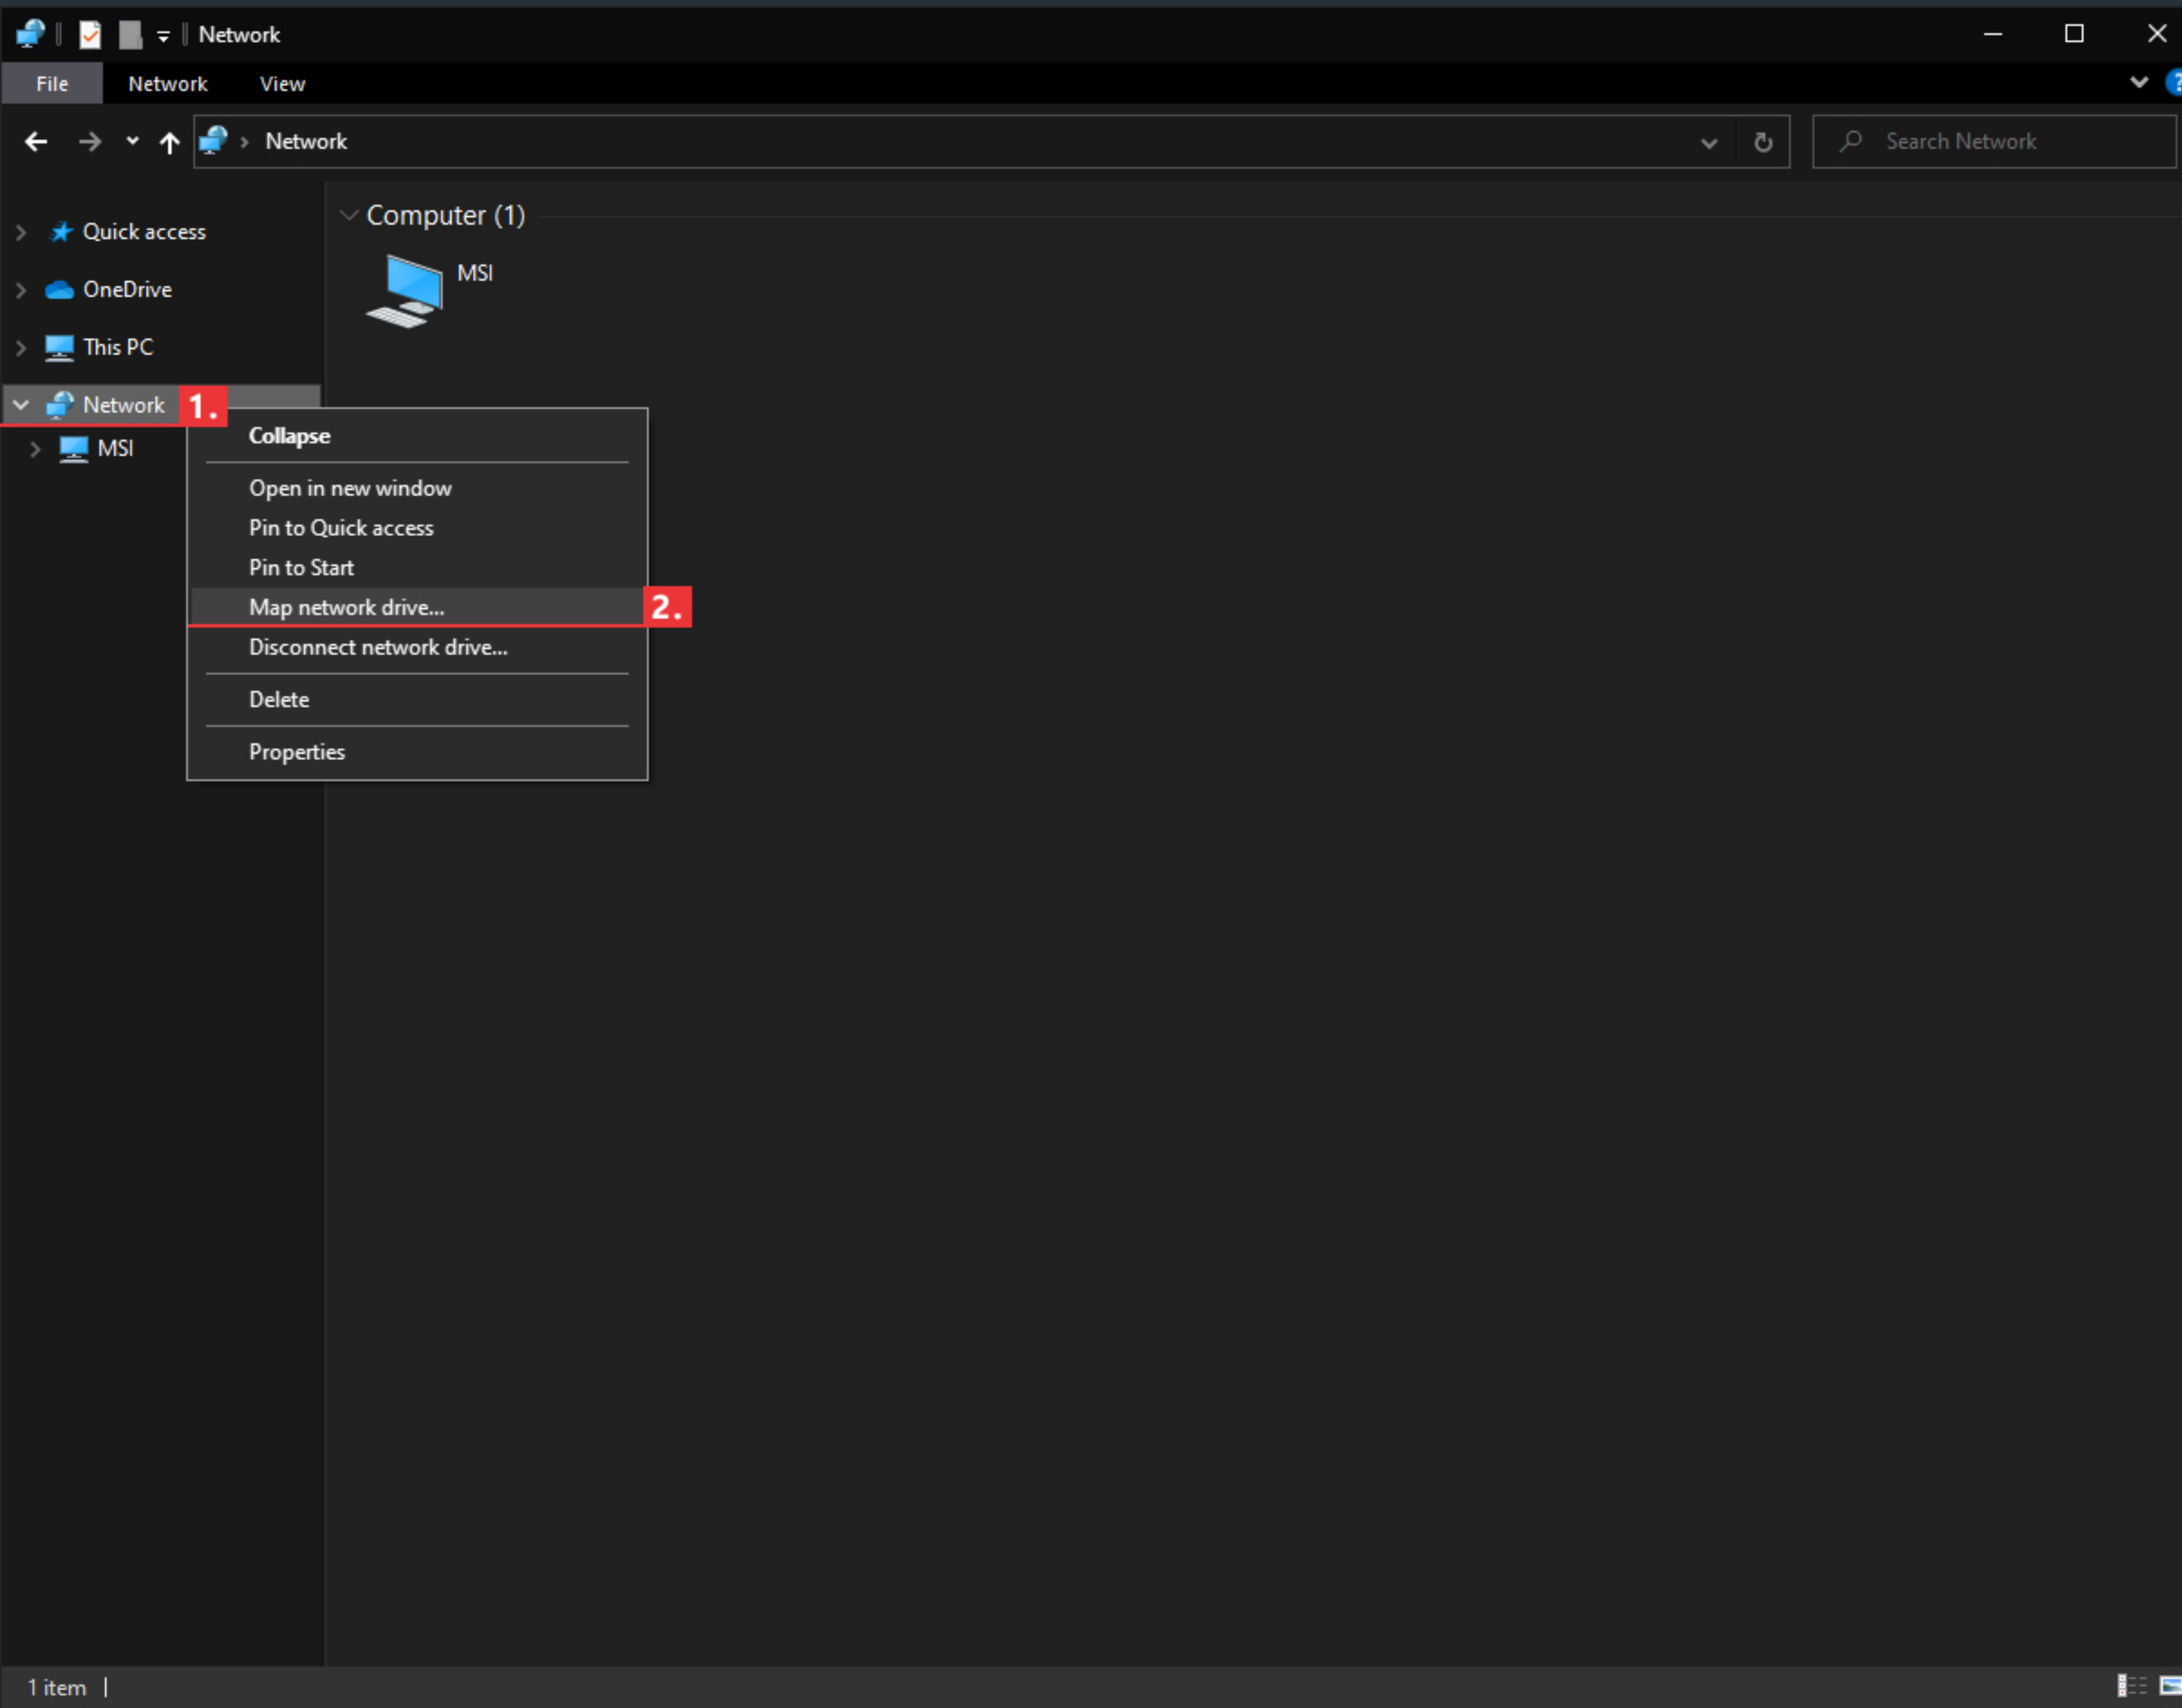 Network
File Network View
Network
Search Network
Quick access
OneDrive
This PC
Network 1.
MSI
Computer (1)
MSI
Collapse
Open in new window
Pin to Quick access
Pin to Start
Map network drive... 2.
Disconnect network drive...
Delete
Properties
1 item